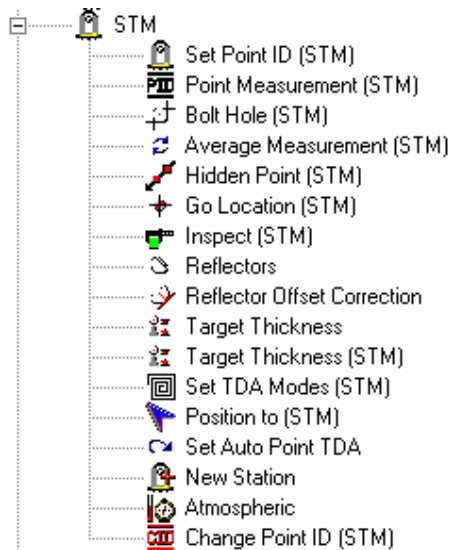 STM
Set Point ID (STM)
Point Measurement (STM)
Bolt Hole (STM)
Average Measurement (STM)
Hidden Point (STM)
Go Location (STM)
Inspect (STM)
Reflectors
Reflector Offset Correction
Target Thickness
Target Thickness (STM)
Set TDA Modes (STM)
Position to (STM)
Set Auto Point TDA
New Station
Atmospheric
Change Point ID (STM)